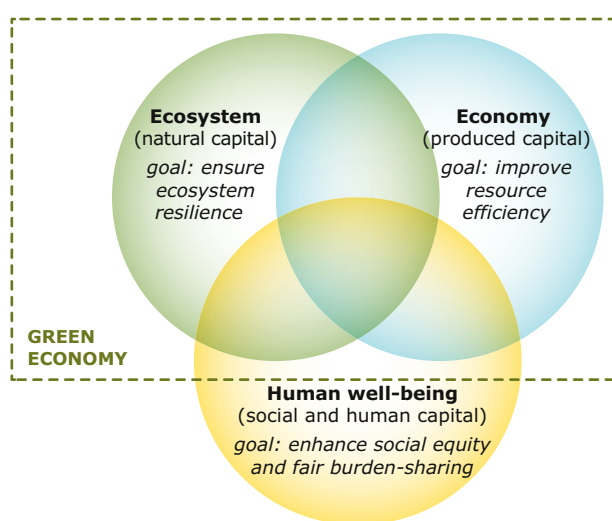 Ecosystem
(natural capital)
goal: ensure
ecosystem
resilience
Economy
(produced capital)
goal: improve
resource
efficiency
GREEN
ECONOMY
Human well-being
(social and human capital)
goal: enhance social equity
and fair burden-sharing